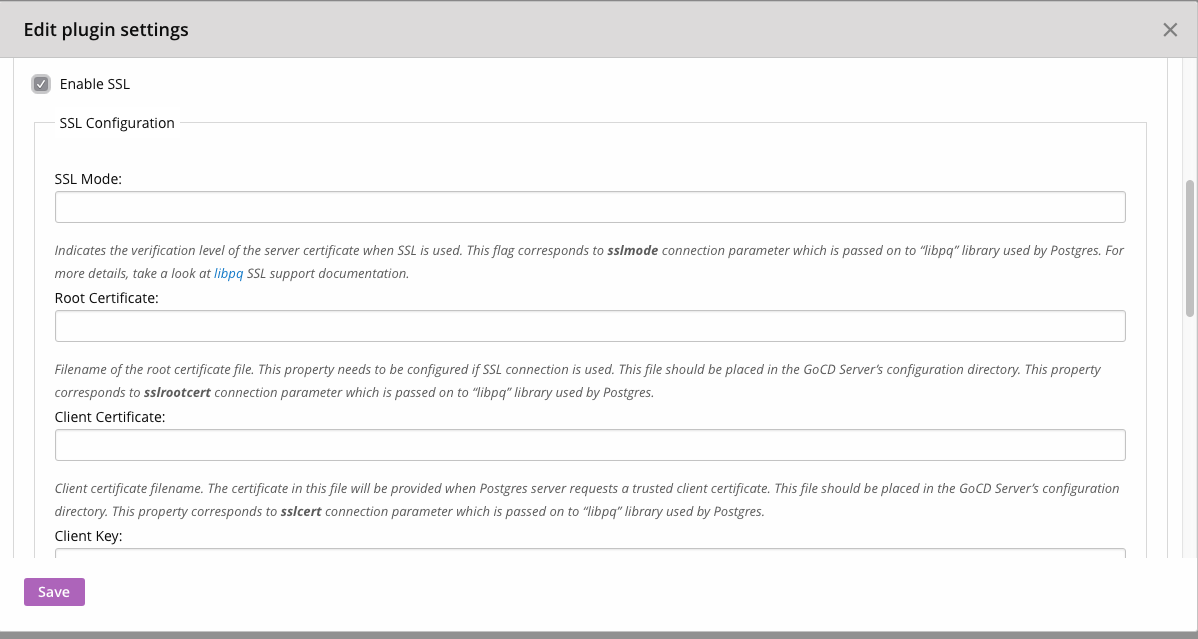 Edit plugin settings
Enable SSL
SSL Configuration
SSL Mode:
Indicates the verification level of the server certificate when SSL is used. This flag corresponds to sslmode connection parameter which is passed on to “libpq” library used by Postgres. For
more details, take a look at libpq SSL support documentation.
Root Certificate:
Filename of the root certificate file. This property needs to be configured if SSL connection is used. This file should be placed in the GoCD Server’s configuration directory. This property
corresponds to sslrootcert connection parameter which is passed on to “libpq” library used by Postgres.
Client Certificate:
Client certificate filename. The certificate in this file will be provided when Postgres server requests a trusted client certificate. This file should be placed in the GoCD Server’s configuration
directory. This property corresponds to sslcert connection parameter which is passed on to “libpq” library used by Postgres.
Client Key:
Save